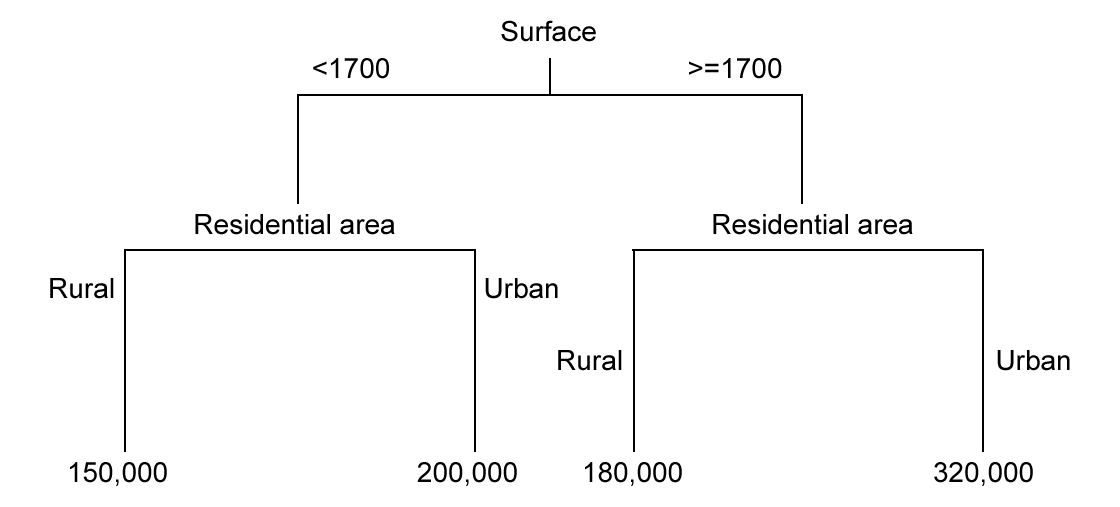 Surface
<1700
>=1700
Residential area
Residential area
Rural
Urban
Rural
Urban
150,000
200,000
180,000
320,000